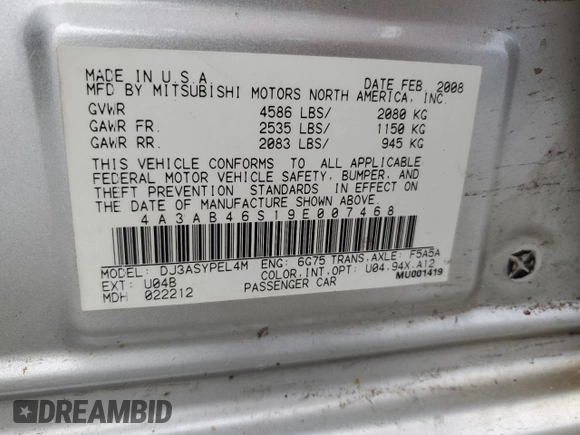 MADE IN U.S.A. DATE FEB 2008
MFD BY MITSUBISHI MOTORS NORTH AMERICA, INC.
GVWR 4586 LBS/ 2080 KG
GAWR FR. 2535 LBS/ 1150 KG
GAWR RR. 2083 LBS/ 945 KG
THIS VEHICLE CONFORMS TO ALL APPLICABLE
FEDERAL MOTOR VEHICLE SAFETY, BUMPER, AND
THEFT PREVENTION STANDARDS IN EFFECT ON
THE DATE OF MANUFACTURE SHOWN ABOVE.
4A3AB46S19E007468
MODEL: DJ3ASYPEL4M ENG: 6G75 TRANS.AXLE: F5A5A
EXT: U04B COLOR.INT.OPT: U04.94X.A12
MDH 022212 PASSENGER CAR MU001419
DREAMBID